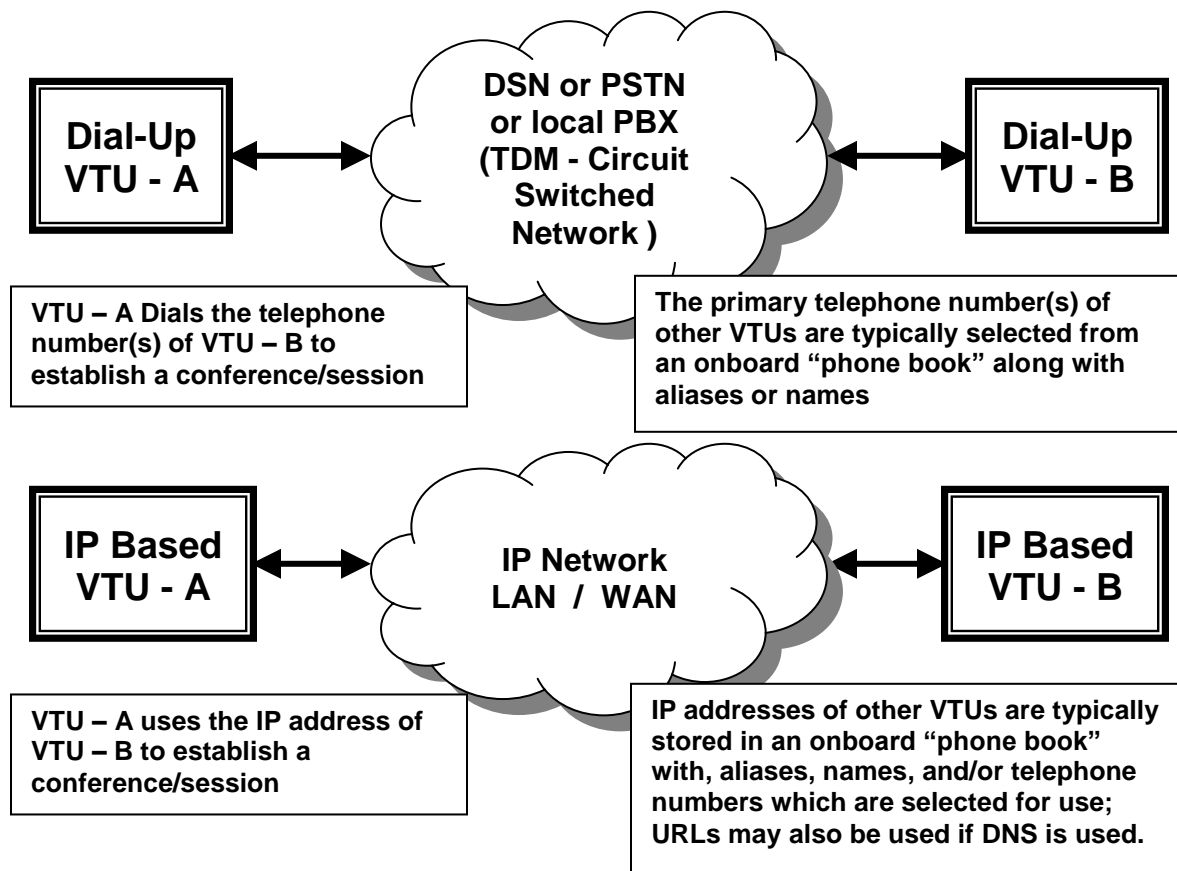 Dial-Up
VTU - A
DSN or PSTN
or local PBX
(TDM - Circuit
Switched
Network )
Dial-Up
VTU - B
VTU – A Dials the telephone
number(s) of VTU – B to
establish a conference/session
The primary telephone number(s) of
other VTUs are typically selected from
an onboard “phone book” along with
aliases or names
IP Based
VTU - A
IP Network
LAN / WAN
IP Based
VTU - B
VTU – A uses the IP address of
VTU – B to establish a
conference/session
IP addresses of other VTUs are typically
stored in an onboard “phone book”
with, aliases, names, and/or telephone
numbers which are selected for use;
URLs may also be used if DNS is used.